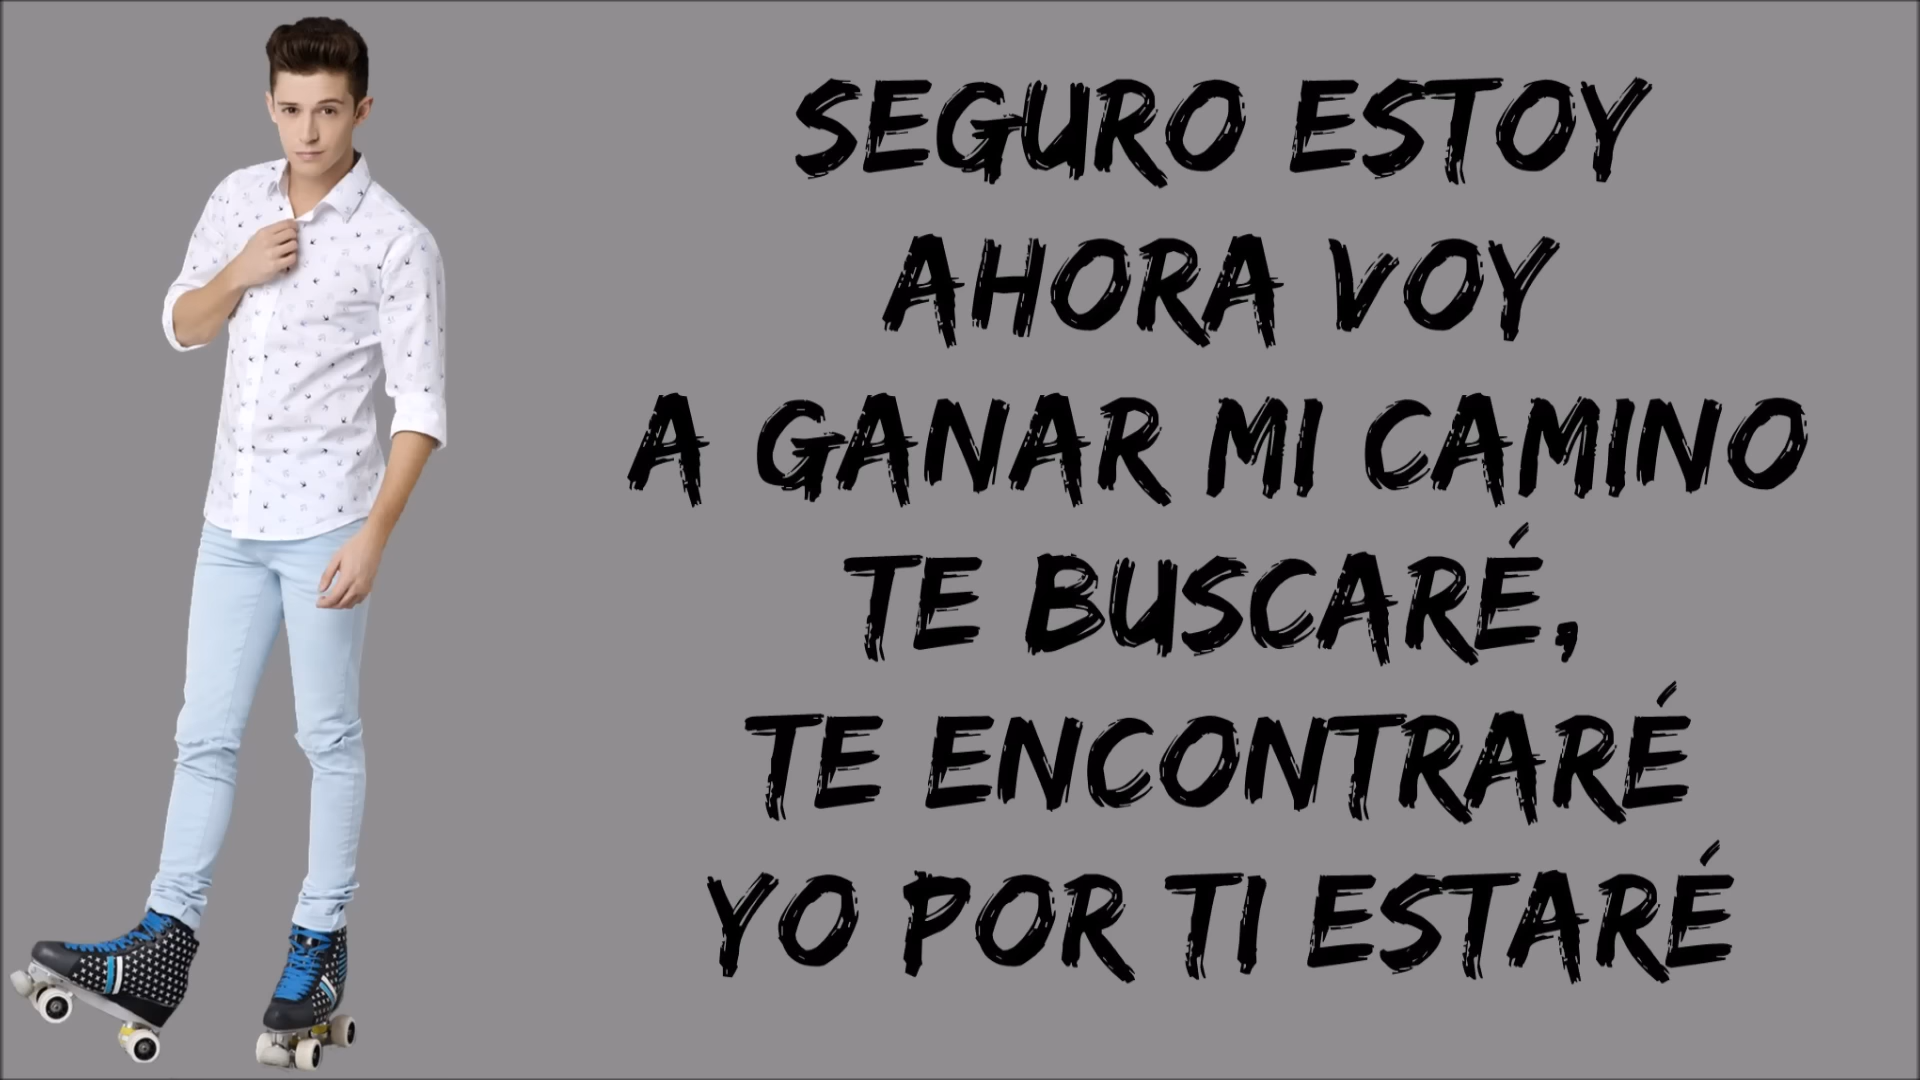 SEGURO ESTOY
AHORA VOY
A GANAR MI CAMINO
TE BUSCARÉ,
TE ENCONTRARÉ
YO POR TI ESTARÉ